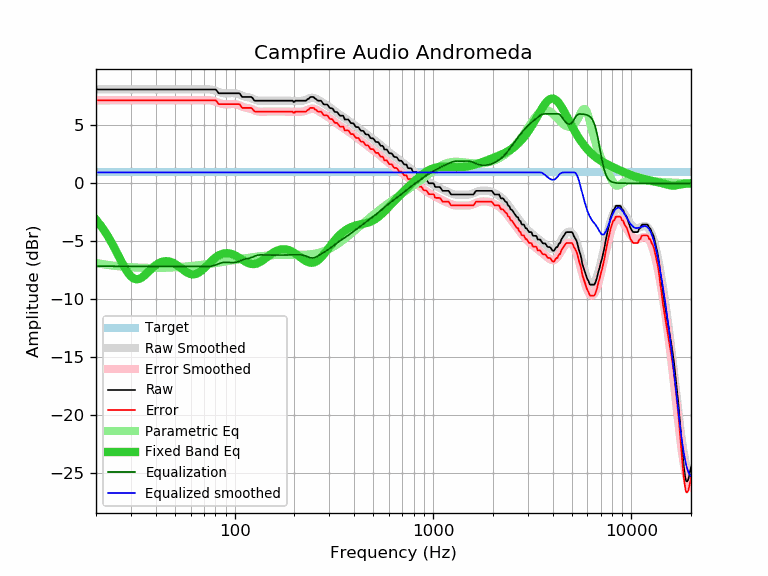 Campfire Audio Andromeda
Amplitude (dBr)
5
0
−5
−10
−15
−20
−25
Target
Raw Smoothed
Error Smoothed
Raw
Error
Parametric Eq
Fixed Band Eq
Equalization
Equalized smoothed
100
1000
10000
Frequency (Hz)